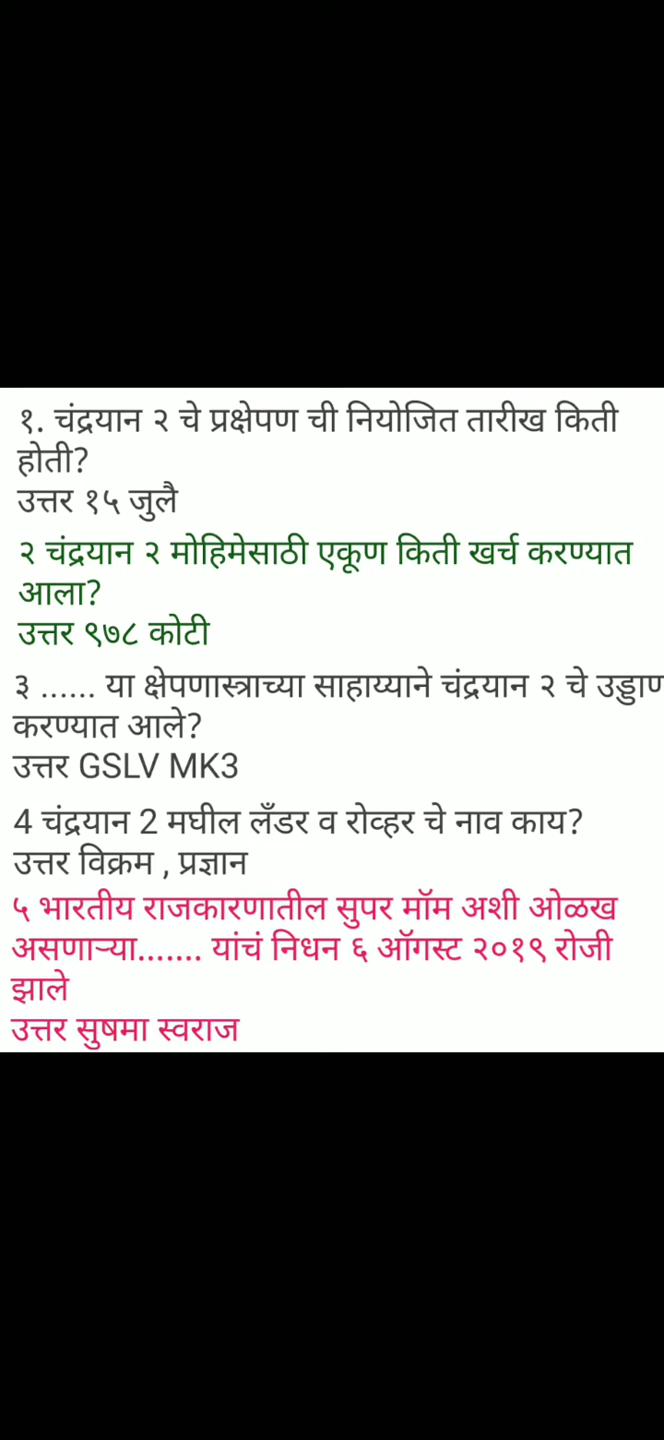 १. चंद्रयान २ चे प्रक्षेपण ची नियोजित तारीख किती
होती?
उत्तर १५ जुलै
२ चंद्रयान २ मोहिमेसाठी एकूण किती खर्च करण्यात
आला?
उत्तर ९७८ कोटी
३ ...... या क्षेपणास्त्राच्या साहाय्याने चंद्रयान २ चे उड्डाण
करण्यात आले?
उत्तर GSLV MK3
4 चंद्रयान 2 मघील लँडर व रोव्हर चे नाव काय?
उत्तर विक्रम , प्रज्ञान
५ भारतीय राजकारणातील सुपर मॉम अशी ओळख
असणाऱ्या....... यांचं निधन ६ ऑगस्ट २०१९ रोजी
झाले
उत्तर सुषमा स्वराज